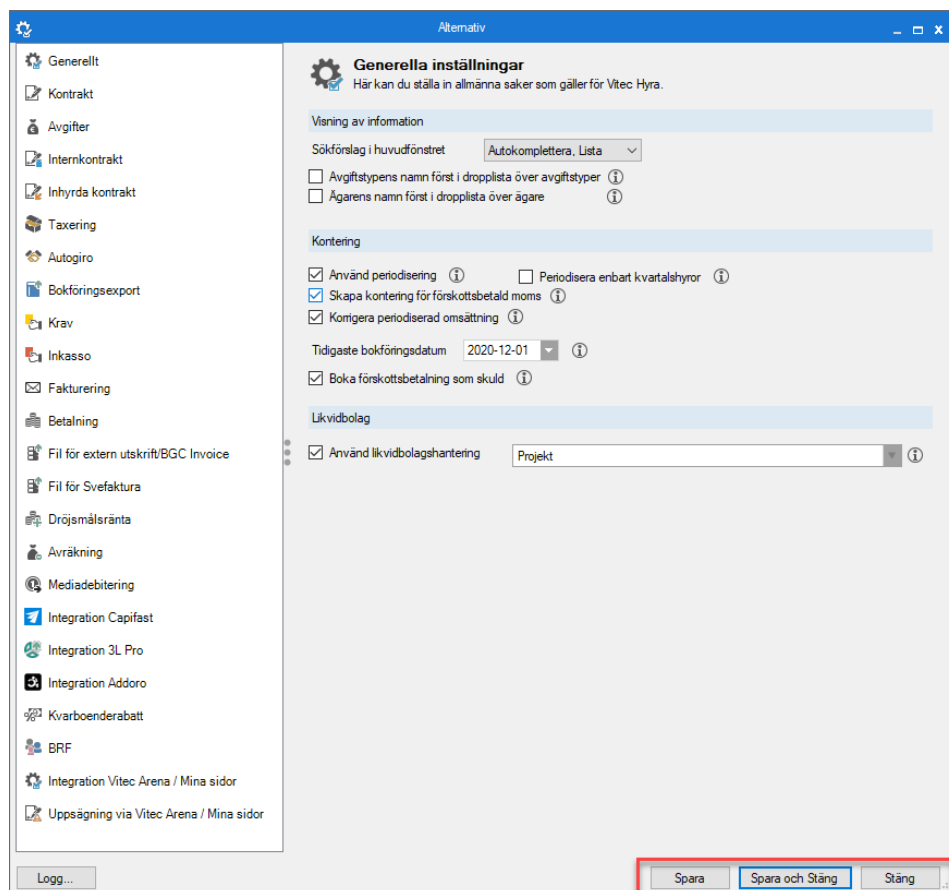 Alternativ
Generellt
Kontrakt
Avgifter
Internkontrakt
Inhyrda kontrakt
Taxering
Autogiro
Bokföringsexport
Krav
Inkasso
Fakturering
Betalning
Fil för extern utskrift/BGC Invoice
Fil för Svefaktura
Dröjsmålsränta
Avräkning
Mediadebitering
Integration Capifast
Integration 3L Pro
Integration Addoro
Kvarboenderabatt
BRF
Integration Vitec Arena / Mina sidor
Uppsägning via Vitec Arena / Mina sidor
Generella inställningar
Här kan du ställa in allmänna saker som gäller för Vitec Hyra.
Visning av information
Sökförslag i huvudfönstret Autokomplettera, Lista
Avgiftstypens namn först i dropplista över avgiftstyper
Ägarens namn först i dropplista över ägare
Kontering
Använd periodisering Periodisera enbart kvartalshyror
Skapa kontering för förskottsbetald moms
Korrigera periodiserad omsättning
Tidigaste bokföringsdatum 2020-12-01
Boka förskottsbetalning som skuld
Likvidbolag
Använd likvidbolagshantering Projekt
Logg... Spara Spara och Stäng Stäng